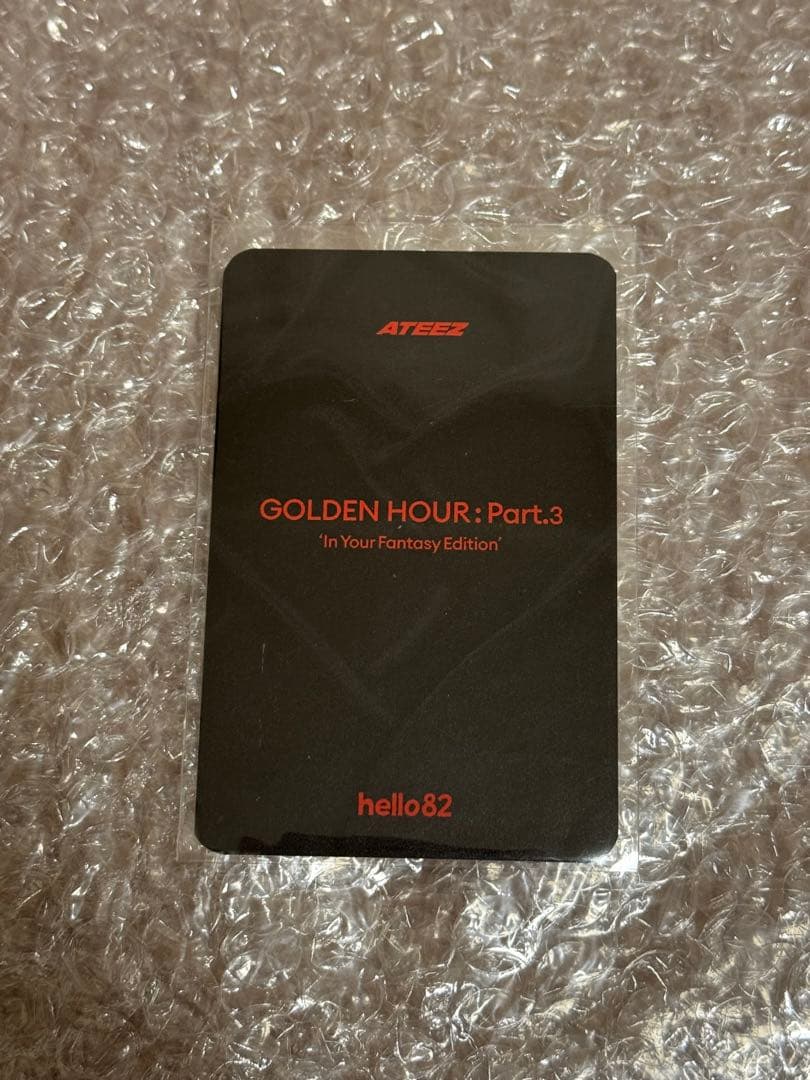 ATEEZ
GOLDEN HOUR : Part.3
‘In Your Fantasy Edition’
hello82